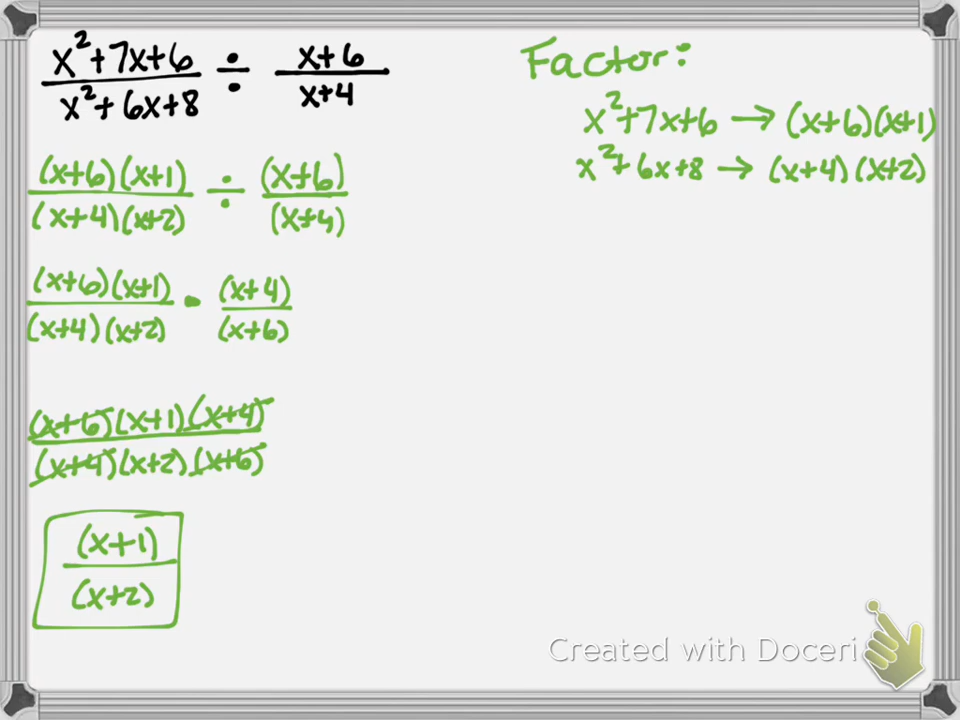 x²+7x+6 / x²+6x+8 ÷ x+6 / x+4
(x+6)(x+1) / (x+4)(x+2) ÷ (x+6) / (x+4)
(x+6)(x+1) / (x+4)(x+2) • (x+4) / (x+6)
(x+6)(x+1)(x+4) / (x+4)(x+2)(x+6)
(x+1) / (x+2)
Factor:
x²+7x+6 → (x+6)(x+1)
x²+6x+8 → (x+4)(x+2)
Created with Doceri